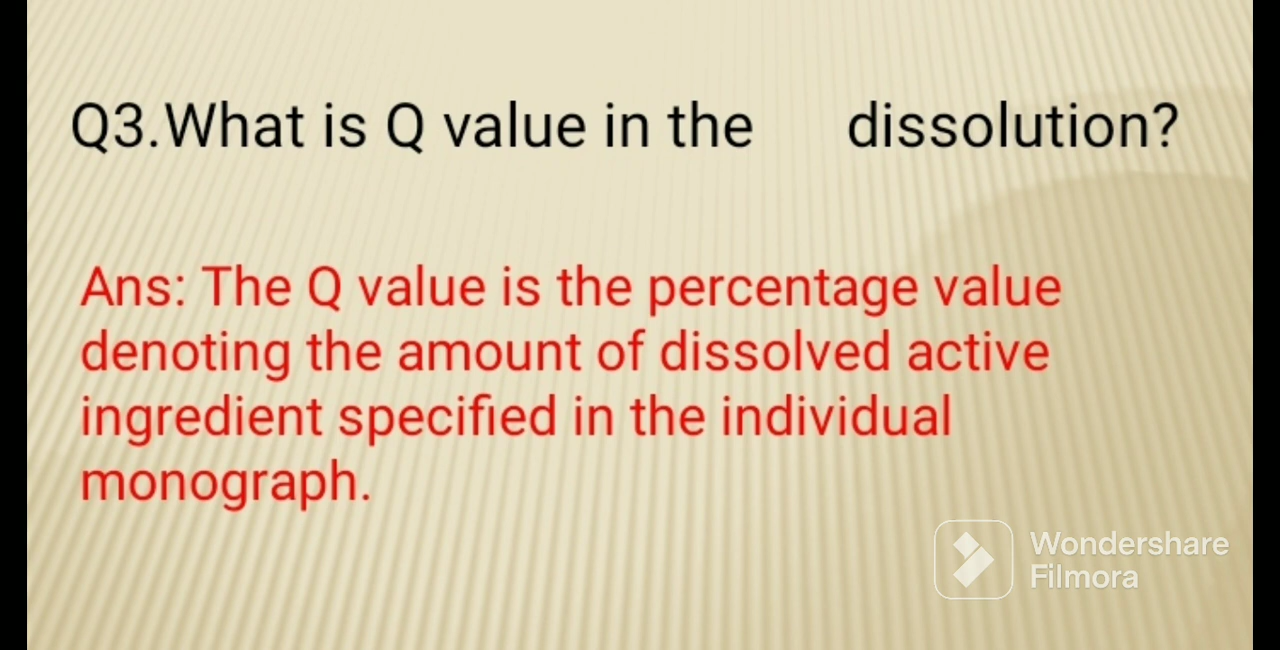 Q3.What is Q value in the dissolution?
Ans: The Q value is the percentage value
denoting the amount of dissolved active
ingredient specified in the individual
monograph.
Wondershare
Filmora